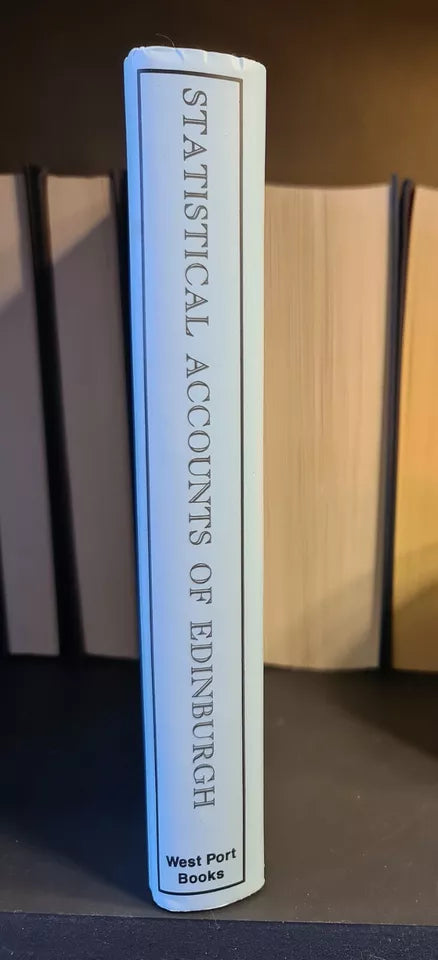 STATISTICAL ACCOUNTS OF EDINBURGH
West Port
Books